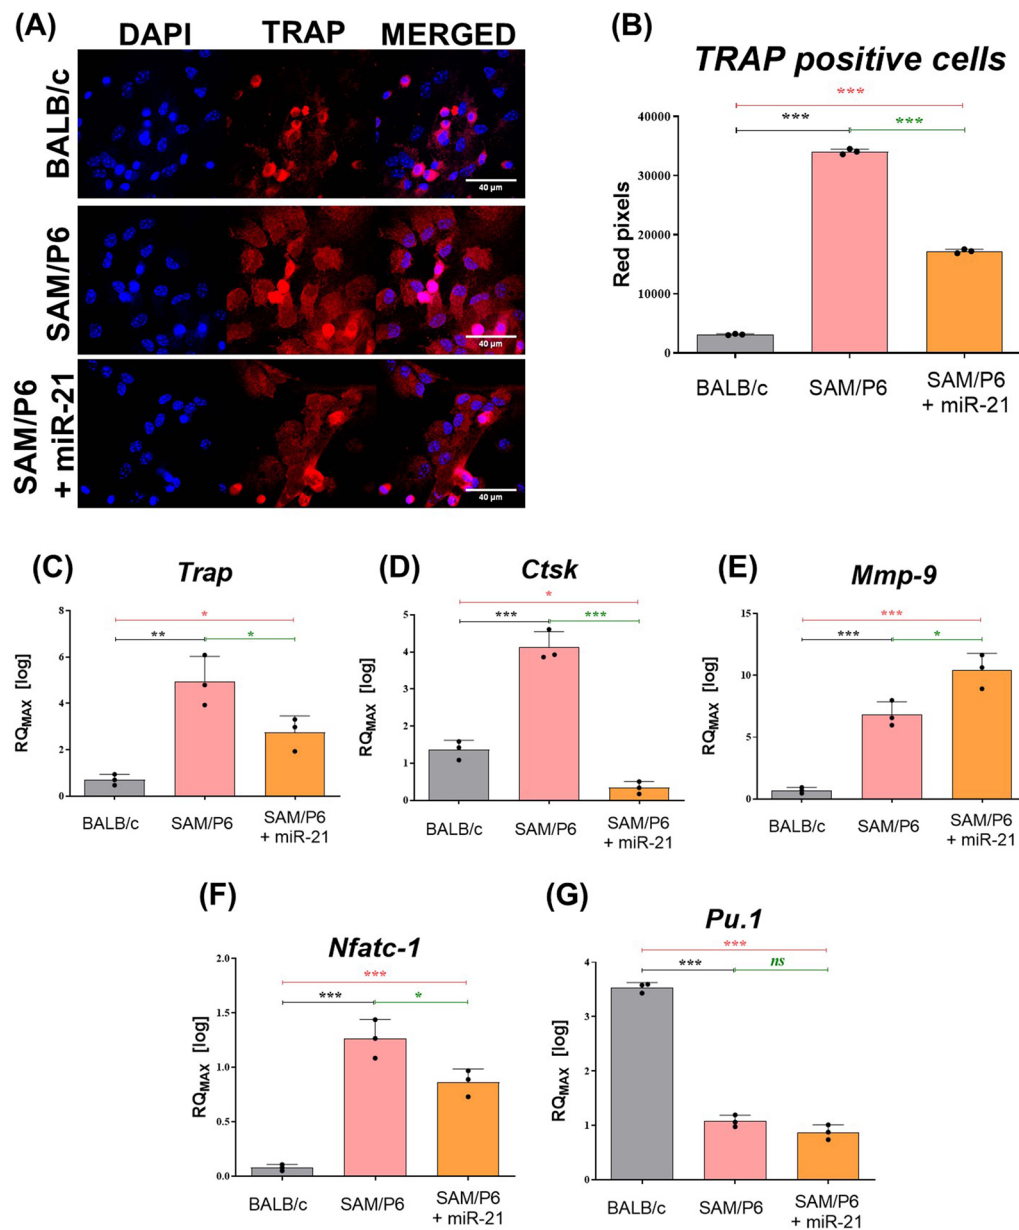 (A)
DAPI TRAP MERGED
BALB/c
40 µm
SAM/P6
40 µm
SAM/P6
+ miR-21
40 µm
(B)
TRAP positive cells
***
*** ***
40000
30000
20000
10000
0
Red pixels
BALB/c SAM/P6 SAM/P6
+ miR-21
(C)
Trap
*
** *
8
6
4
2
0
RQMAX [log]
BALB/c SAM/P6 SAM/P6
+ miR-21
(D)
Ctsk
*
*** ***
5
4
3
2
1
0
RQMAX [log]
BALB/c SAM/P6 SAM/P6
+ miR-21
(E)
Mmp-9
***
*** *
15
10
5
0
RQMAX [log]
BALB/c SAM/P6 SAM/P6
+ miR-21
(F)
Nfatc-1
***
*** *
2.0
1.5
1.0
0.5
0.0
RQMAX [log]
BALB/c SAM/P6 SAM/P6
+ miR-21
(G)
Pu.1
***
*** ns
4
3
2
1
0
RQMAX [log]
BALB/c SAM/P6 SAM/P6
+ miR-21